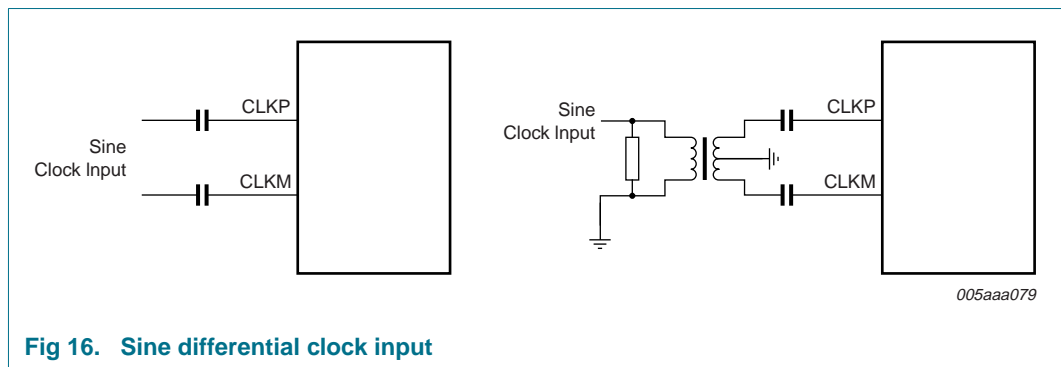 Sine
Clock Input
CLKP
CLKM
Sine
Clock Input
CLKP
CLKM
005aaa079
Fig 16. Sine differential clock input